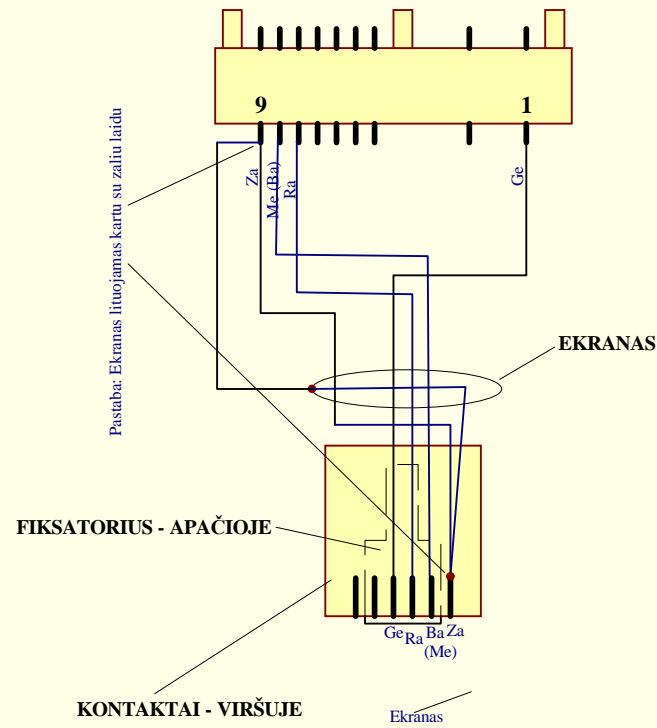 9
1
Za
Me (Ba)
Ra
Ge
Pastaba: Ekranas lituojamas kartu su zaliu laidu
EKRANAS
FIKSATORIUS - APAČIOJE
Ge Ra Ba Za
(Me)
KONTAKTAI - VIRŠUJE
Ekranas